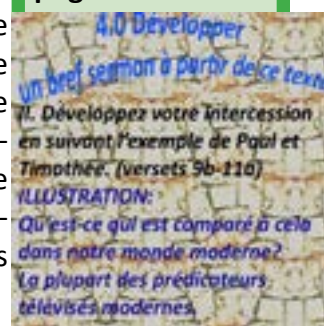 4.0 Développer
un bref sermon à partir de ce texte
II. Développez votre intercession
en suivant l'exemple de Paul et
Timothée. (versets 9b-11a)
ILLUSTRATION:
Qu'est-ce qui est comparé à cela
dans notre monde moderne?
La plupart des prédicateurs
télévisés modernes.